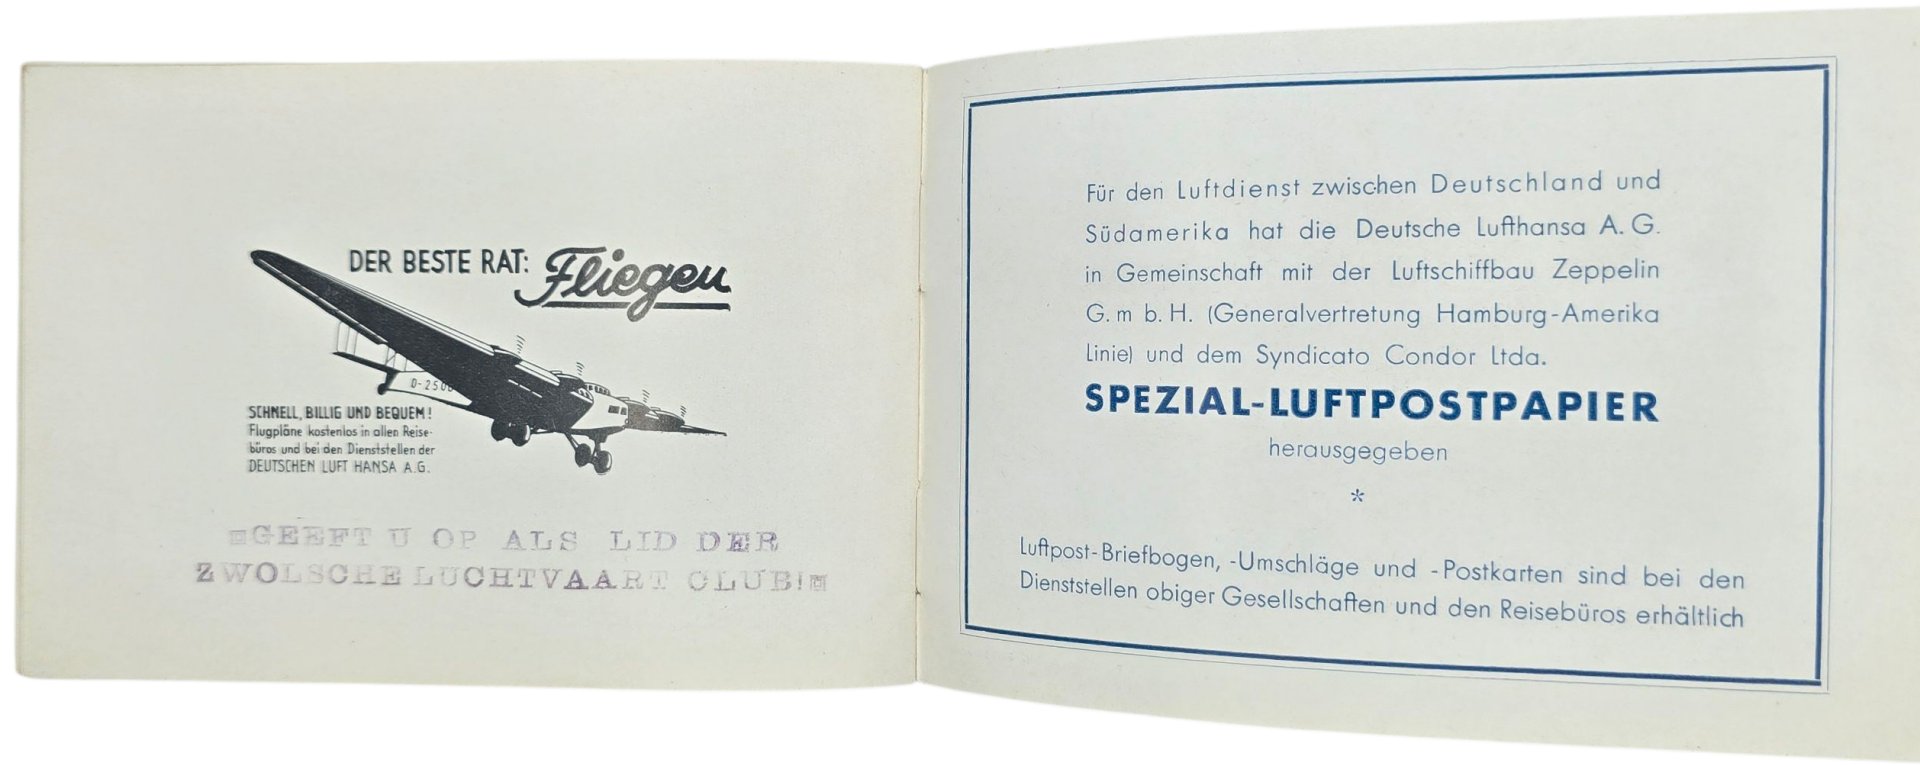 DER BESTE RAT: Fliegen
D-2500
SCHNELL, BILLIG UND BEQUEM!
Flugpläne kostenlos in allen Reise-
büros und bei den Dienststellen der
DEUTSCHEN LUFT HANSA A.G.
GEEFT U OP ALS LID DER
ZWOLSCHE LUCHTVAART CLUB!
Für den Luftdienst zwischen Deutschland und
Südamerika hat die Deutsche Lufthansa A.G.
in Gemeinschaft mit der Luftschiffbau Zeppelin
G.m b.H. (Generalvertretung Hamburg-Amerika
Linie) und dem Syndicato Condor Ltda.
SPEZIAL-LUFTPOSTPAPIER
herausgegeben
*
Luftpost-Briefbogen, -Umschläge und -Postkarten sind bei den
Dienststellen obiger Gesellschaften und den Reisebüros erhältlich